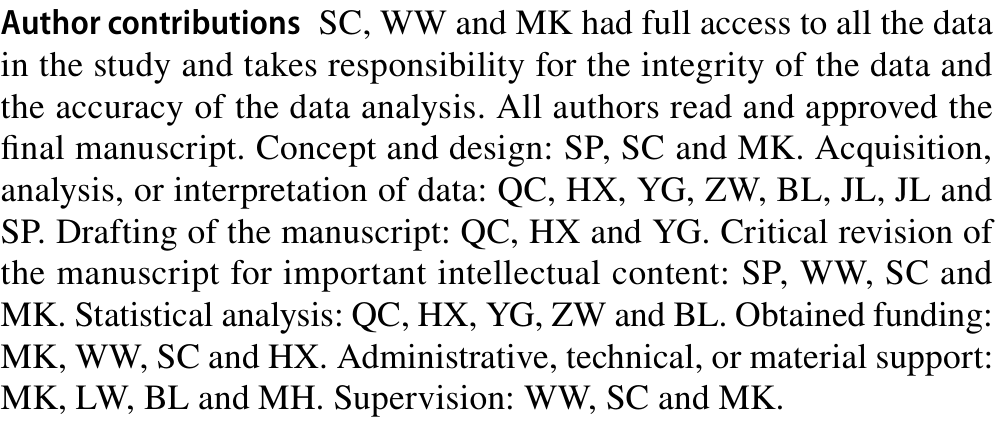 Author contributions SC, WW and MK had full access to all the data
in the study and takes responsibility for the integrity of the data and
the accuracy of the data analysis. All authors read and approved the
final manuscript. Concept and design: SP, SC and MK. Acquisition,
analysis, or interpretation of data: QC, HX, YG, ZW, BL, JL, JL and
SP. Drafting of the manuscript: QC, HX and YG. Critical revision of
the manuscript for important intellectual content: SP, WW, SC and
MK. Statistical analysis: QC, HX, YG, ZW and BL. Obtained funding:
MK, WW, SC and HX. Administrative, technical, or material support:
MK, LW, BL and MH. Supervision: WW, SC and MK.